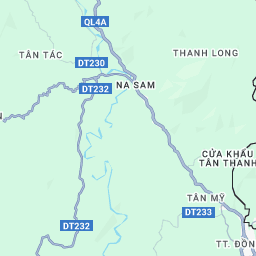 QL4A
TÂN TÁC
THANH LONG
DT230
NA SAM
DT232
CỬA KHẨU
TÂN THANH
TÂN MỸ
DT233
DT232
TT. ĐỒN